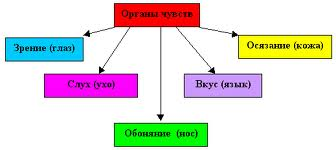 Органы чувств
Зрение (глаз)
Осязание (кожа)
Слух (ухо)
Вкус (язык)
Обоняние (нос)